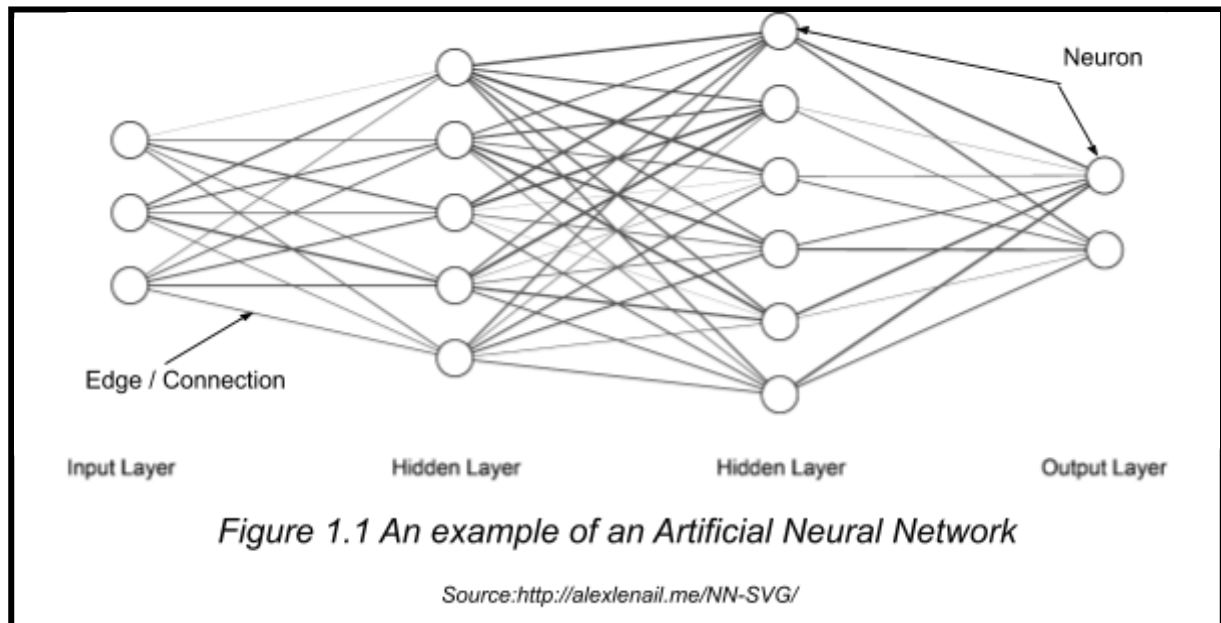 Neuron
Edge / Connection
Input Layer
Hidden Layer
Hidden Layer
Output Layer
Figure 1.1 An example of an Artificial Neural Network
Source:http://alexlenail.me/NN-SVG/